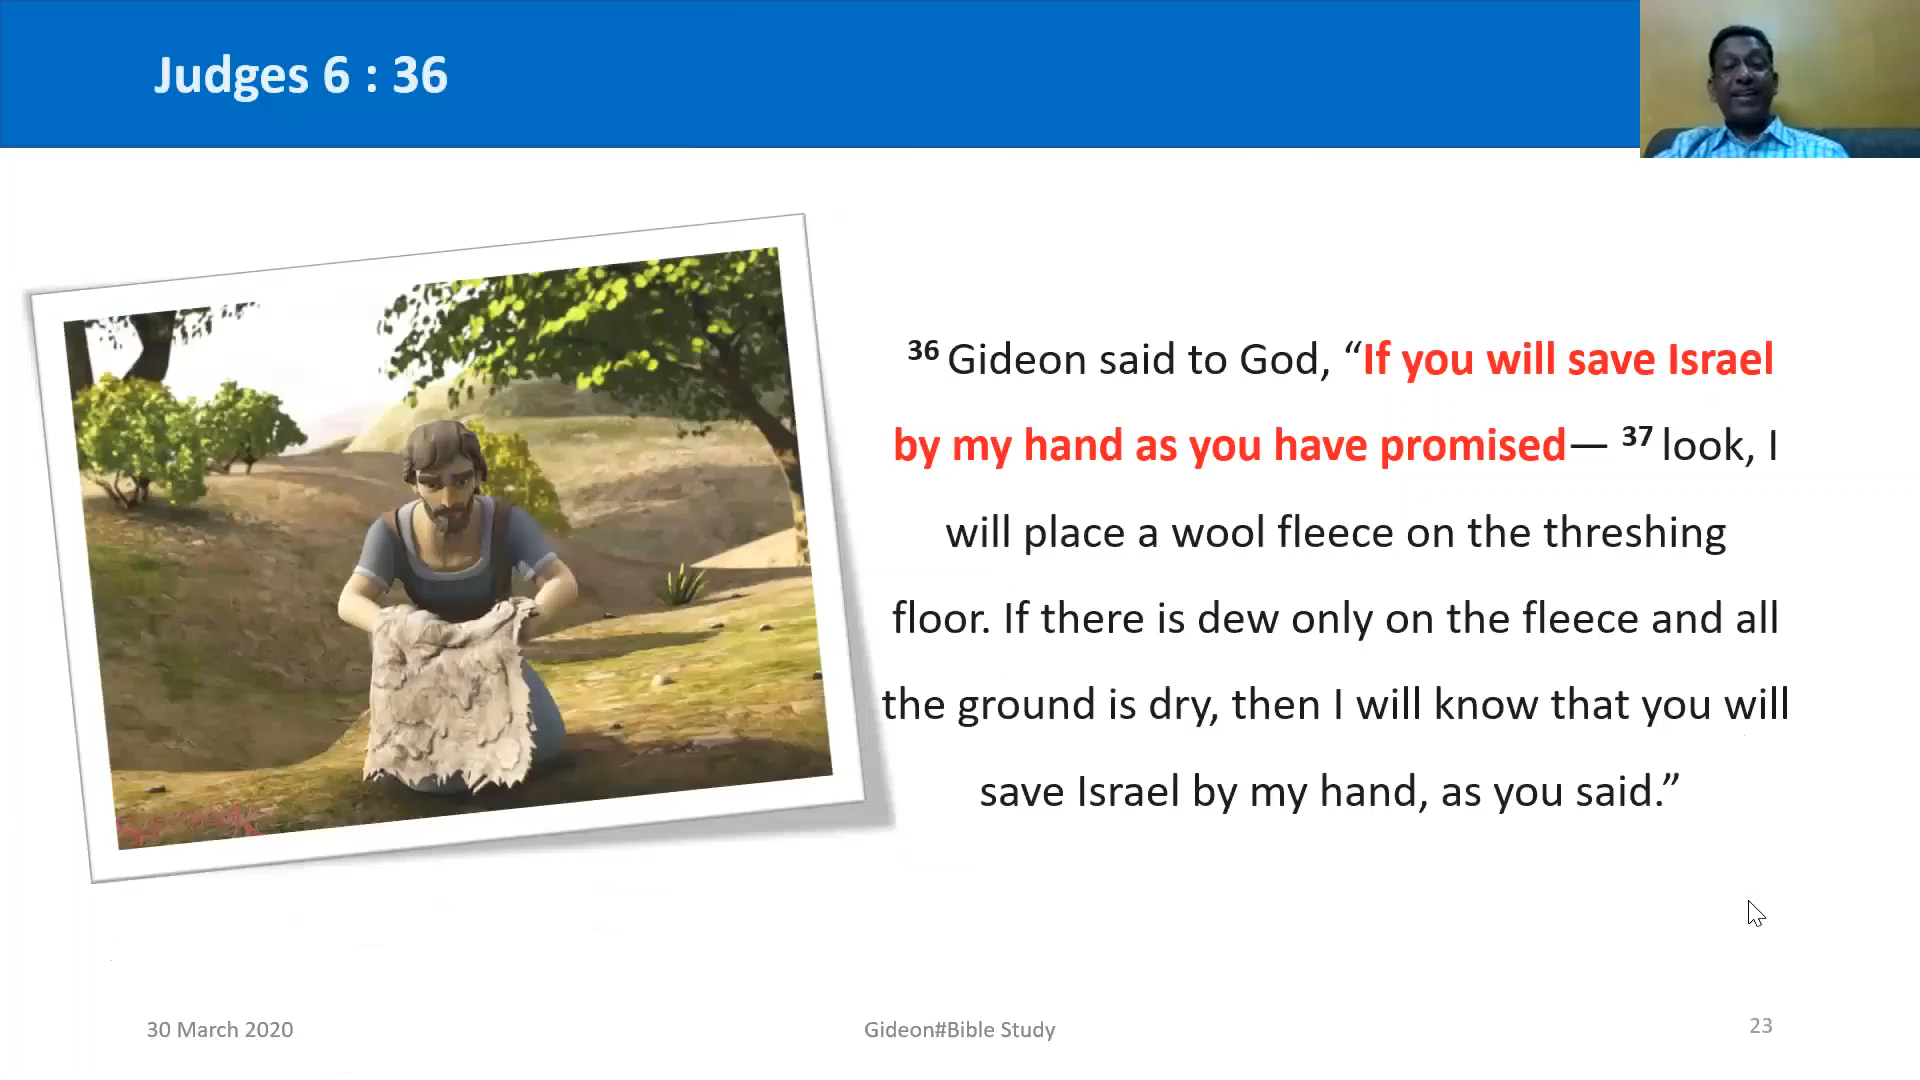 Judges 6 : 36
36 Gideon said to God, “If you will save Israel
by my hand as you have promised— 37 look, I
will place a wool fleece on the threshing
floor. If there is dew only on the fleece and all
the ground is dry, then I will know that you will
save Israel by my hand, as you said.”
30 March 2020
Gideon#Bible Study
23